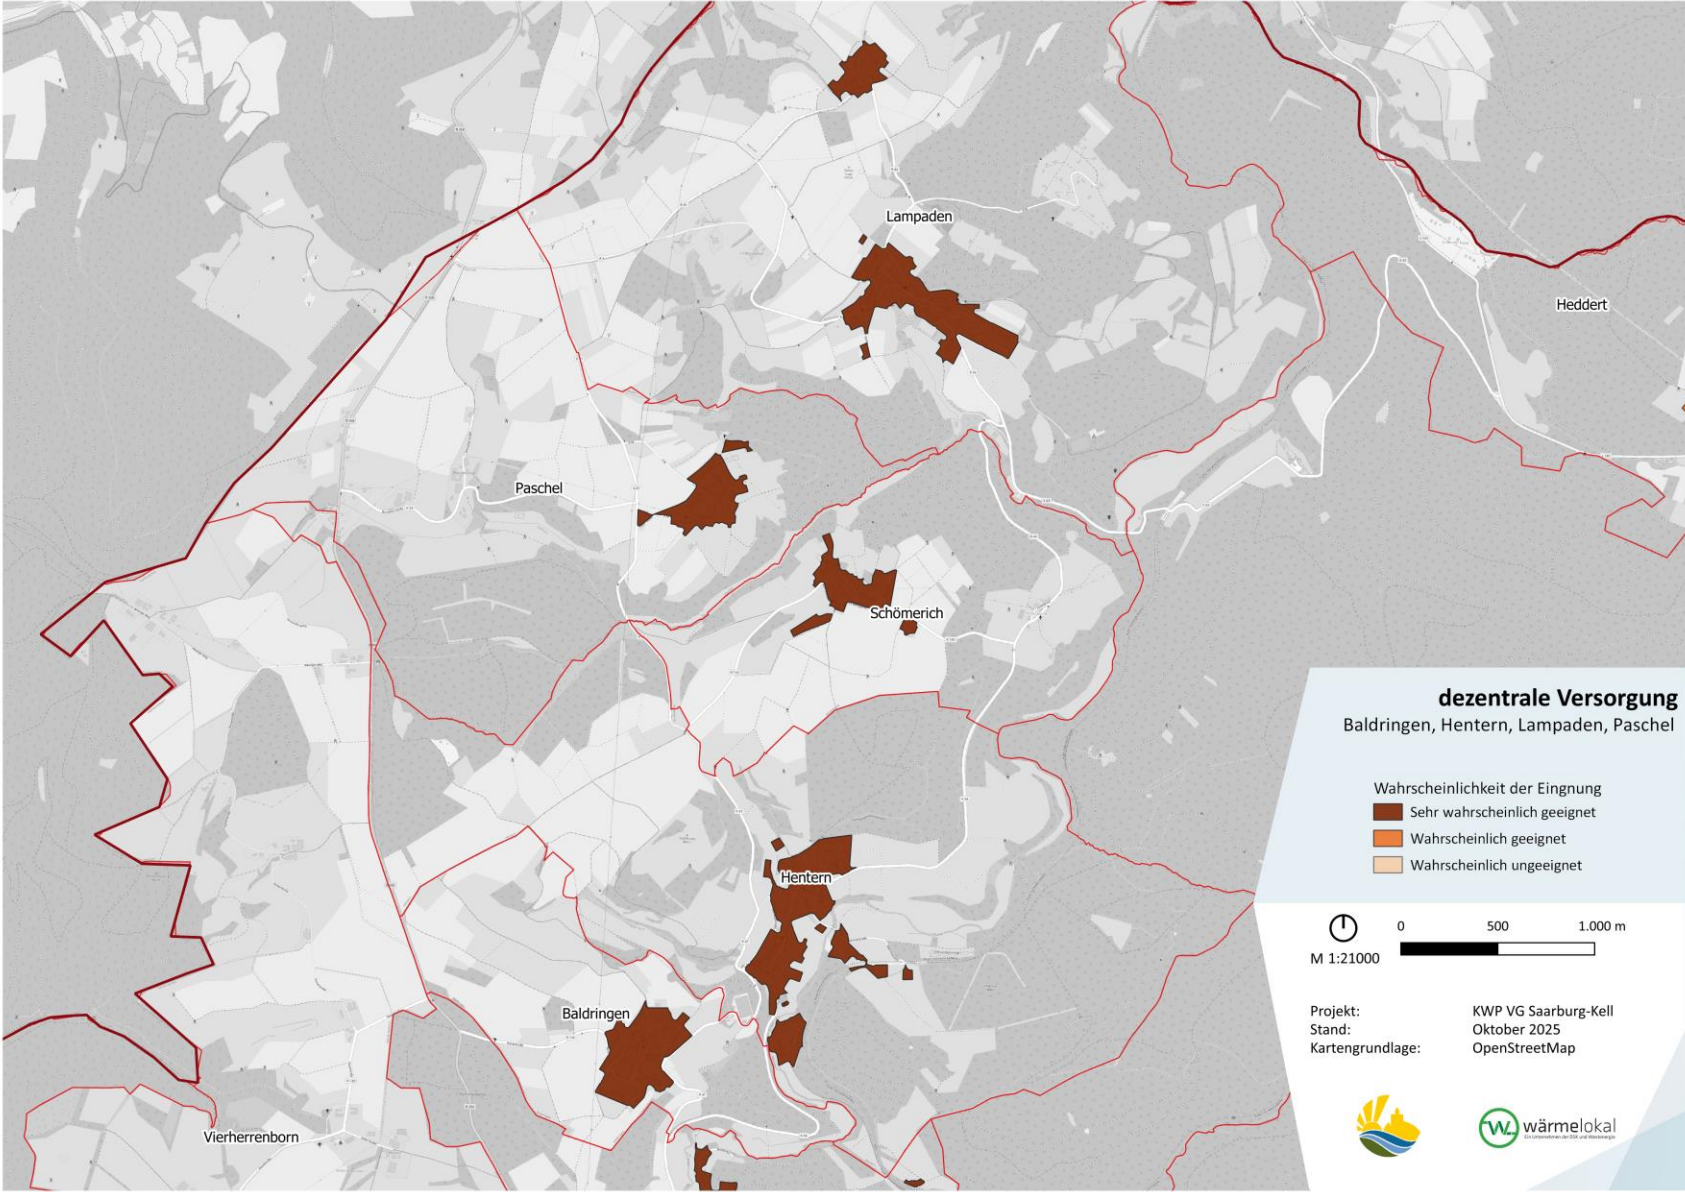 Lampaden
Heddert
Paschel
Schömerich
Hentern
Baldringen
Vierherrenborn
dezentrale Versorgung
Baldringen, Hentern, Lampaden, Paschel
Wahrscheinlichkeit der Eingnung
Sehr wahrscheinlich geeignet
Wahrscheinlich geeignet
Wahrscheinlich ungeeignet
0 500 1.000 m
M 1:21000
Projekt: KWP VG Saarburg-Kell
Stand: Oktober 2025
Kartengrundlage: OpenStreetMap
W wärmelokal